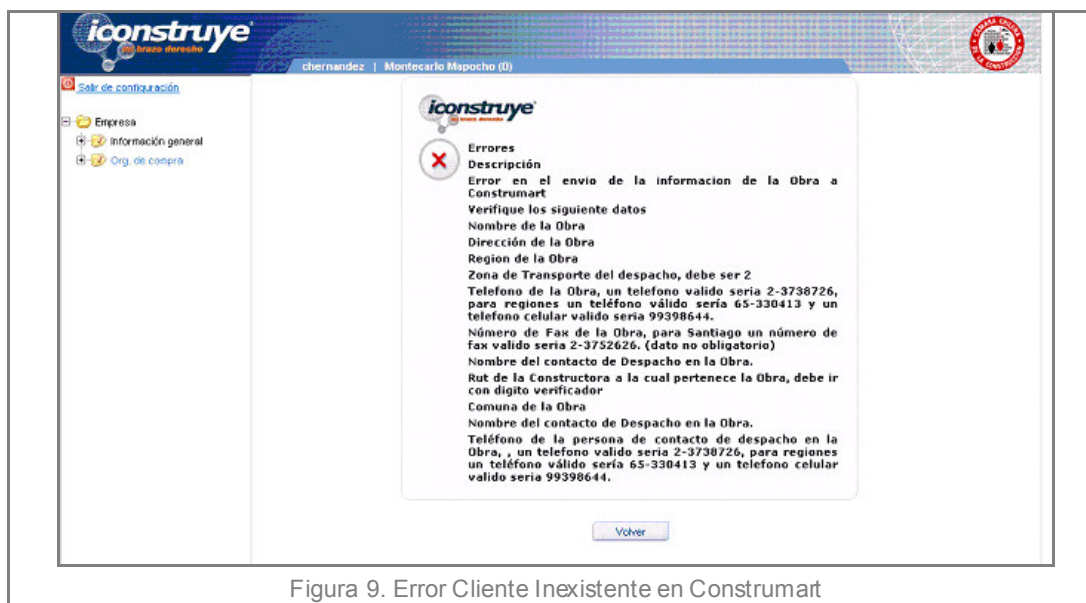 iconstruye
su brazo derecho
chernandez | Montecarlo Mapocho (0)
CAMARA CHILENA DE LA CONSTRUCCION
Salir de configuración
Empresa
Información general
Org. de compra
iconstruye
su brazo derecho
Errores
Descripción
Error en el envio de la informacion de la Obra a
Construmart
Verifique los siguiente datos
Nombre de la Obra
Dirección de la Obra
Region de la Obra
Zona de Transporte del despacho, debe ser 2
Telefono de la Obra, un telefono valido seria 2-3738726,
para regiones un teléfono válido sería 65-330413 y un
telefono celular valido seria 99398644.
Número de Fax de la Obra, para Santiago un número de
fax valido seria 2-3752626. (dato no obligatorio)
Nombre del contacto de Despacho en la Obra.
Rut de la Constructora a la cual pertenece la Obra, debe ir
con digito verificador
Comuna de la Obra
Nombre del contacto de Despacho en la Obra.
Teléfono de la persona de contacto de despacho en la
Obra, , un telefono valido seria 2-3738726, para regiones
un teléfono válido sería 65-330413 y un telefono celular
valido seria 99398644.
Volver
Figura 9. Error Cliente Inexistente en Construmart